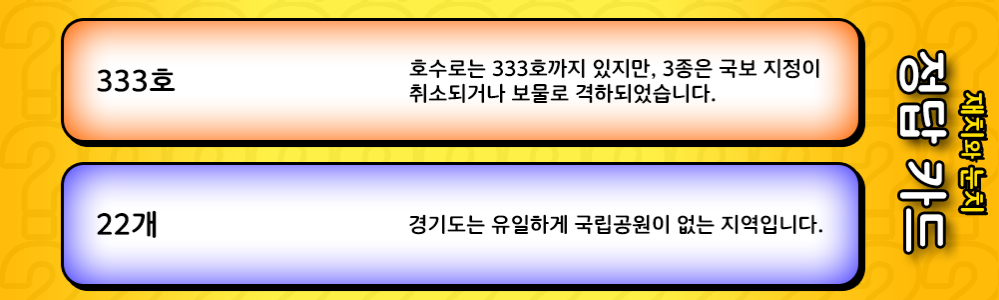 333호
호수로는 333호까지 있지만, 3종은 국보 지정이
취소되거나 보물로 격하되었습니다.
22개
경기도는 유일하게 국립공원이 없는 지역입니다.
재치와 눈치
정답 카드